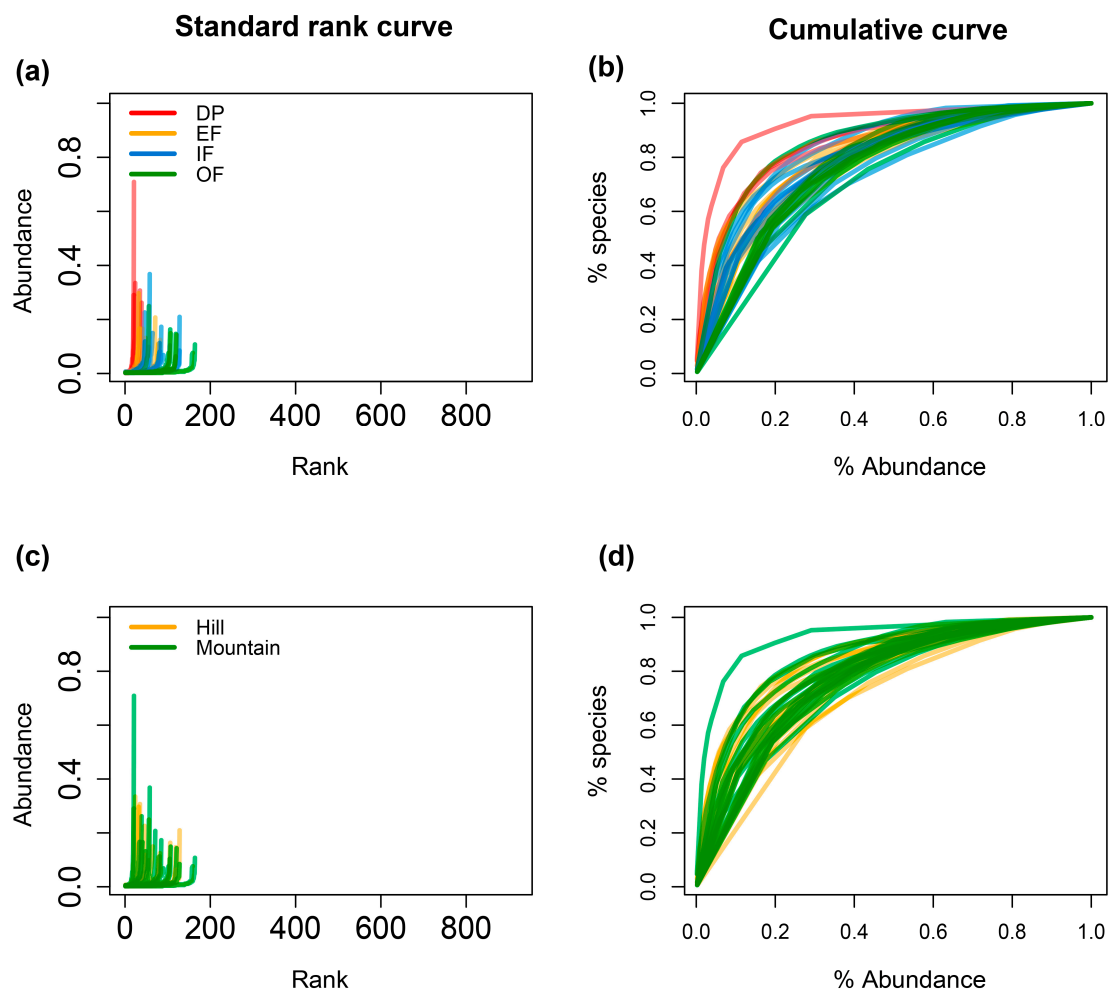 Standard rank curve
Cumulative curve
(a)
(b)
DP
EF
IF
OF
Abundance
0.0
0.4
0.8
0
200
400
600
800
Rank
% species
0.0
0.2
0.4
0.6
0.8
1.0
0.0
0.2
0.4
0.6
0.8
1.0
% Abundance
(c)
(d)
Hill
Mountain
Abundance
0.0
0.4
0.8
0
200
400
600
800
Rank
% species
0.0
0.2
0.4
0.6
0.8
1.0
0.0
0.2
0.4
0.6
0.8
1.0
% Abundance